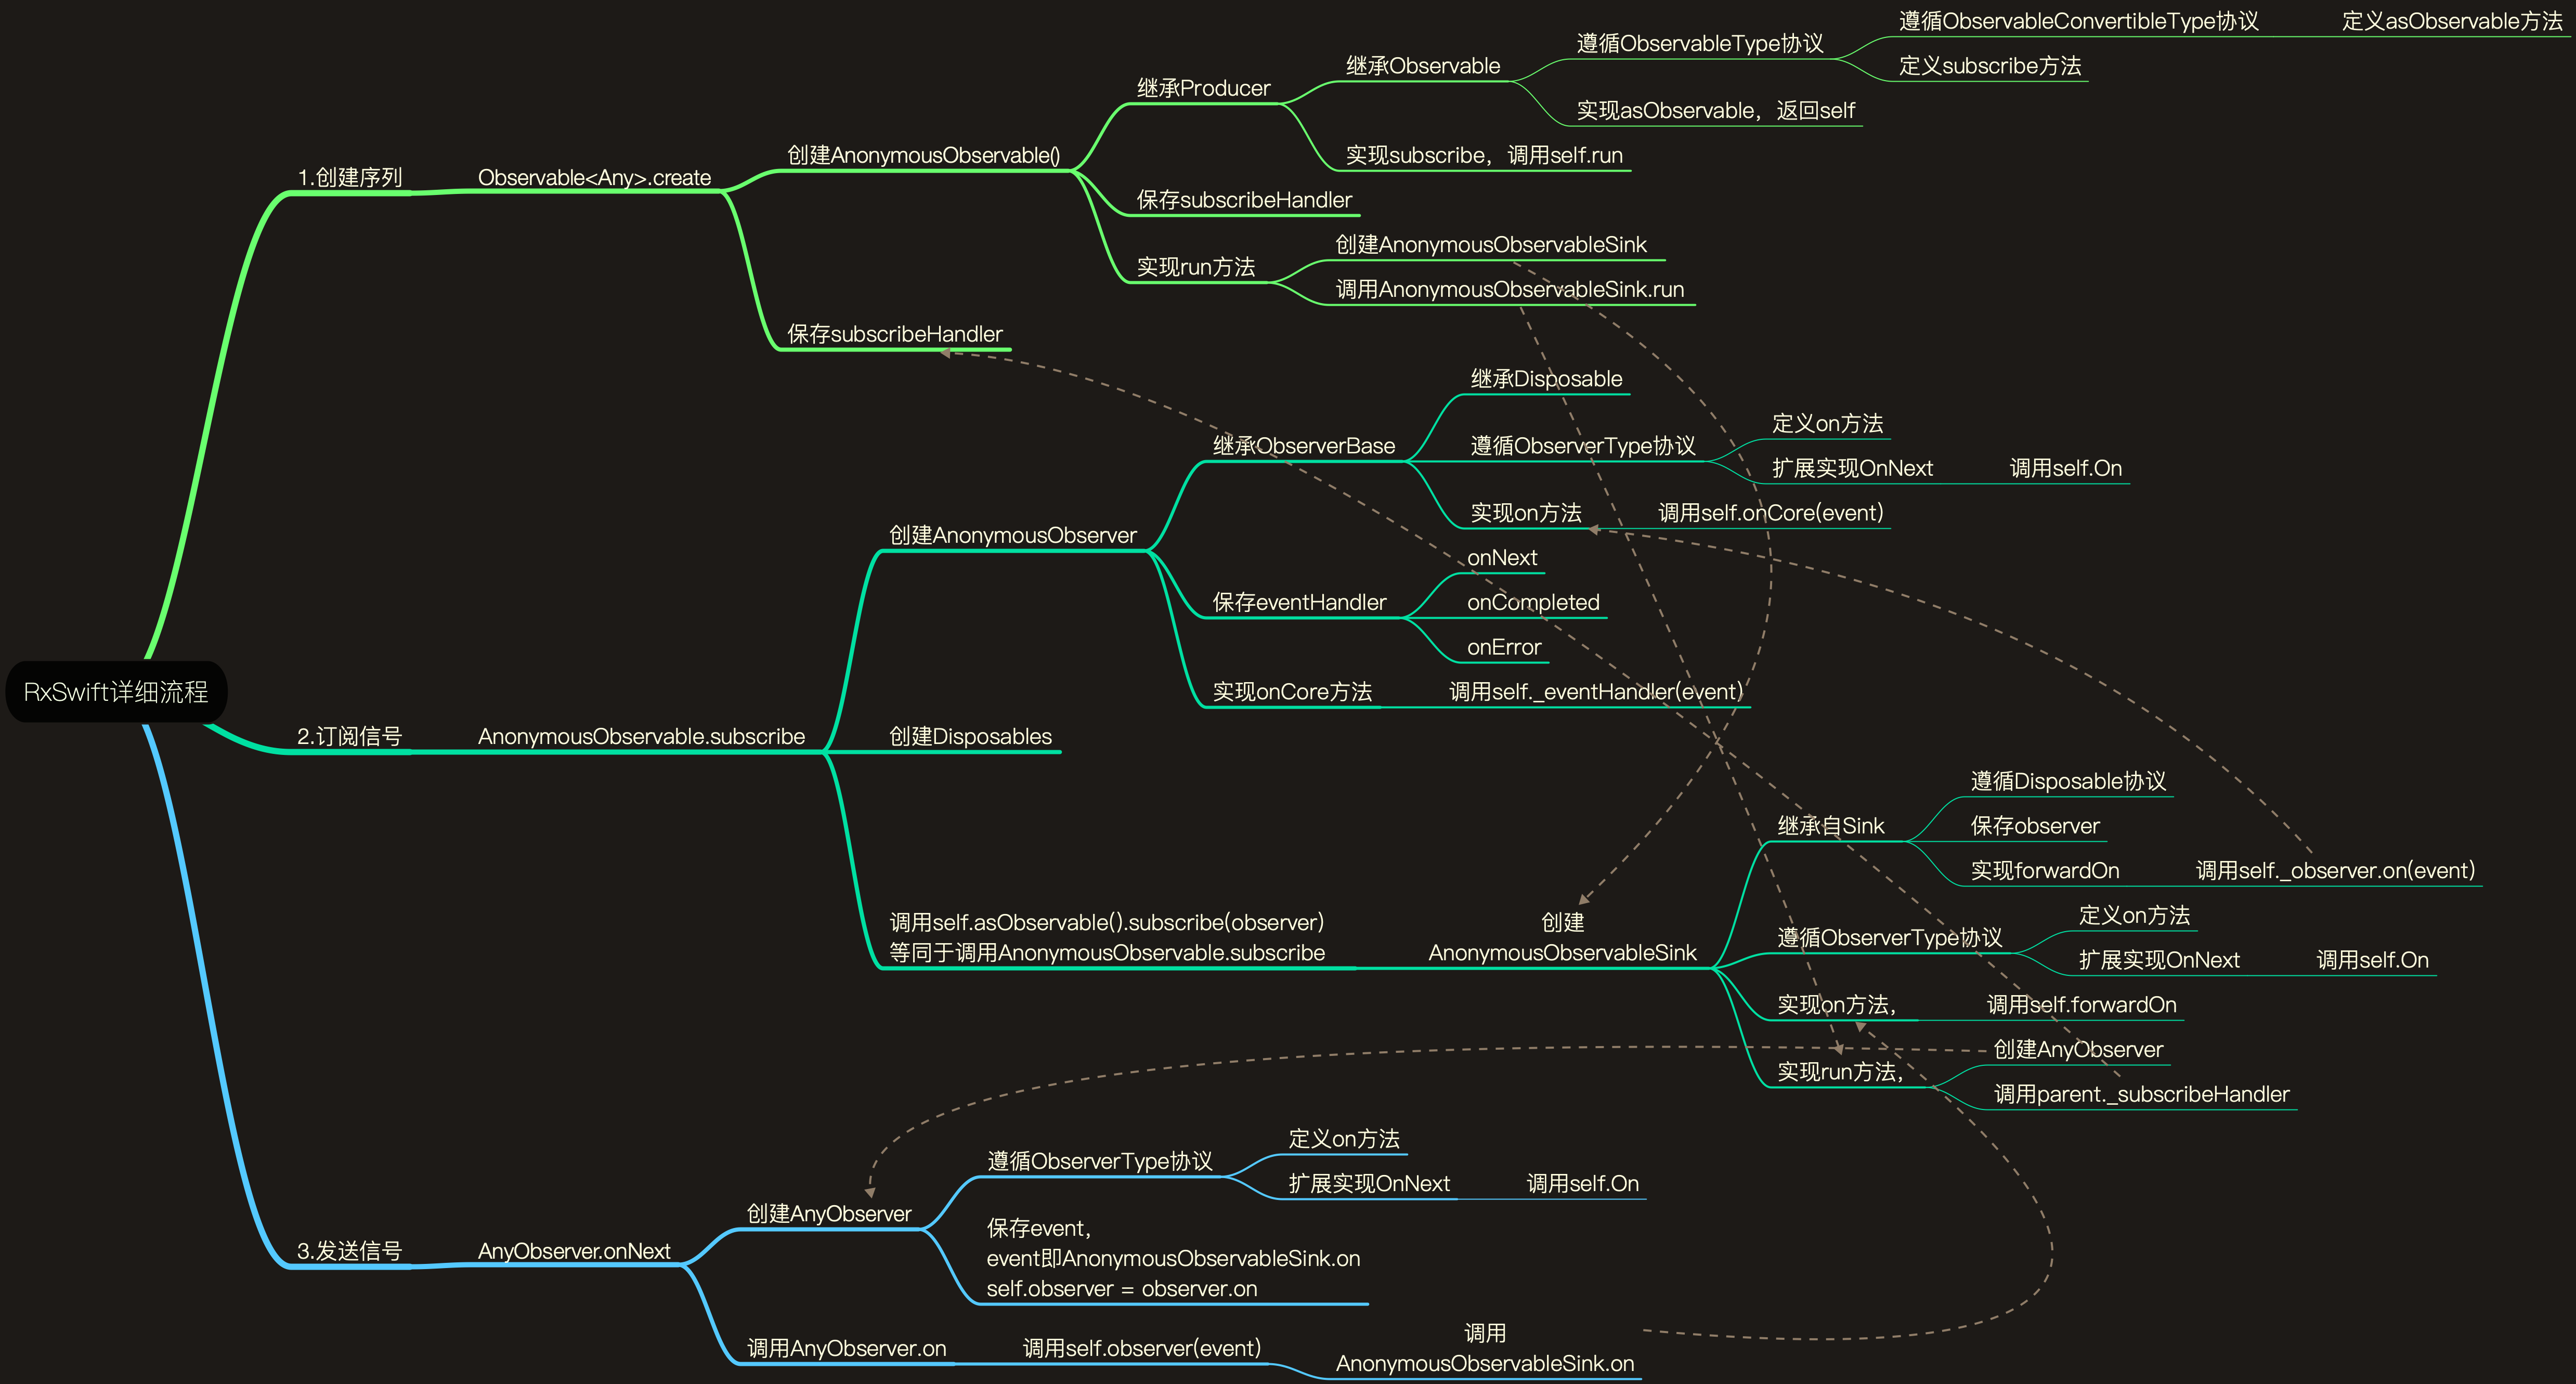 RxSwift详细流程
1.创建序列
Observable<Any>.create
创建AnonymousObservable()
继承Producer
继承Observable
遵循ObservableType协议
遵循ObservableConvertibleType协议
定义asObservable方法
定义subscribe方法
实现asObservable，返回self
实现subscribe，调用self.run
保存subscribeHandler
实现run方法
创建AnonymousObservableSink
调用AnonymousObservableSink.run
保存subscribeHandler
2.订阅信号
AnonymousObservable.subscribe
创建AnonymousObserver
继承ObserverBase
继承Disposable
遵循ObserverType协议
定义on方法
扩展实现OnNext
调用self.On
实现on方法
调用self.onCore(event)
保存eventHandler
onNext
onCompleted
onError
实现onCore方法
调用self._eventHandler(event)
创建Disposables
调用self.asObservable().subscribe(observer)
等同于调用AnonymousObservable.subscribe
创建
AnonymousObservableSink
继承自Sink
遵循Disposable协议
保存observer
实现forwardOn
调用self._observer.on(event)
遵循ObserverType协议
定义on方法
扩展实现OnNext
调用self.On
实现on方法，
调用self.forwardOn
实现run方法，
创建AnyObserver
调用parent._subscribeHandler
3.发送信号
AnyObserver.onNext
创建AnyObserver
遵循ObserverType协议
定义on方法
扩展实现OnNext
调用self.On
保存event，
event即AnonymousObservableSink.on
self.observer = observer.on
调用AnyObserver.on
调用self.observer(event)
调用
AnonymousObservableSink.on